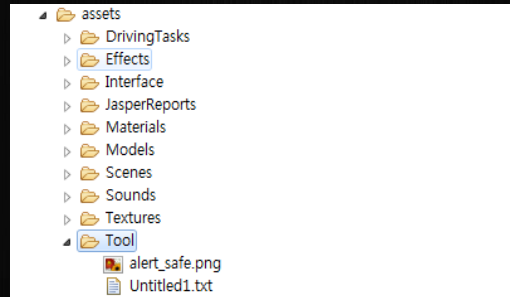 assets
DrivingTasks
Effects
Interface
JasperReports
Materials
Models
Scenes
Sounds
Textures
Tool
alert_safe.png
Untitled1.txt